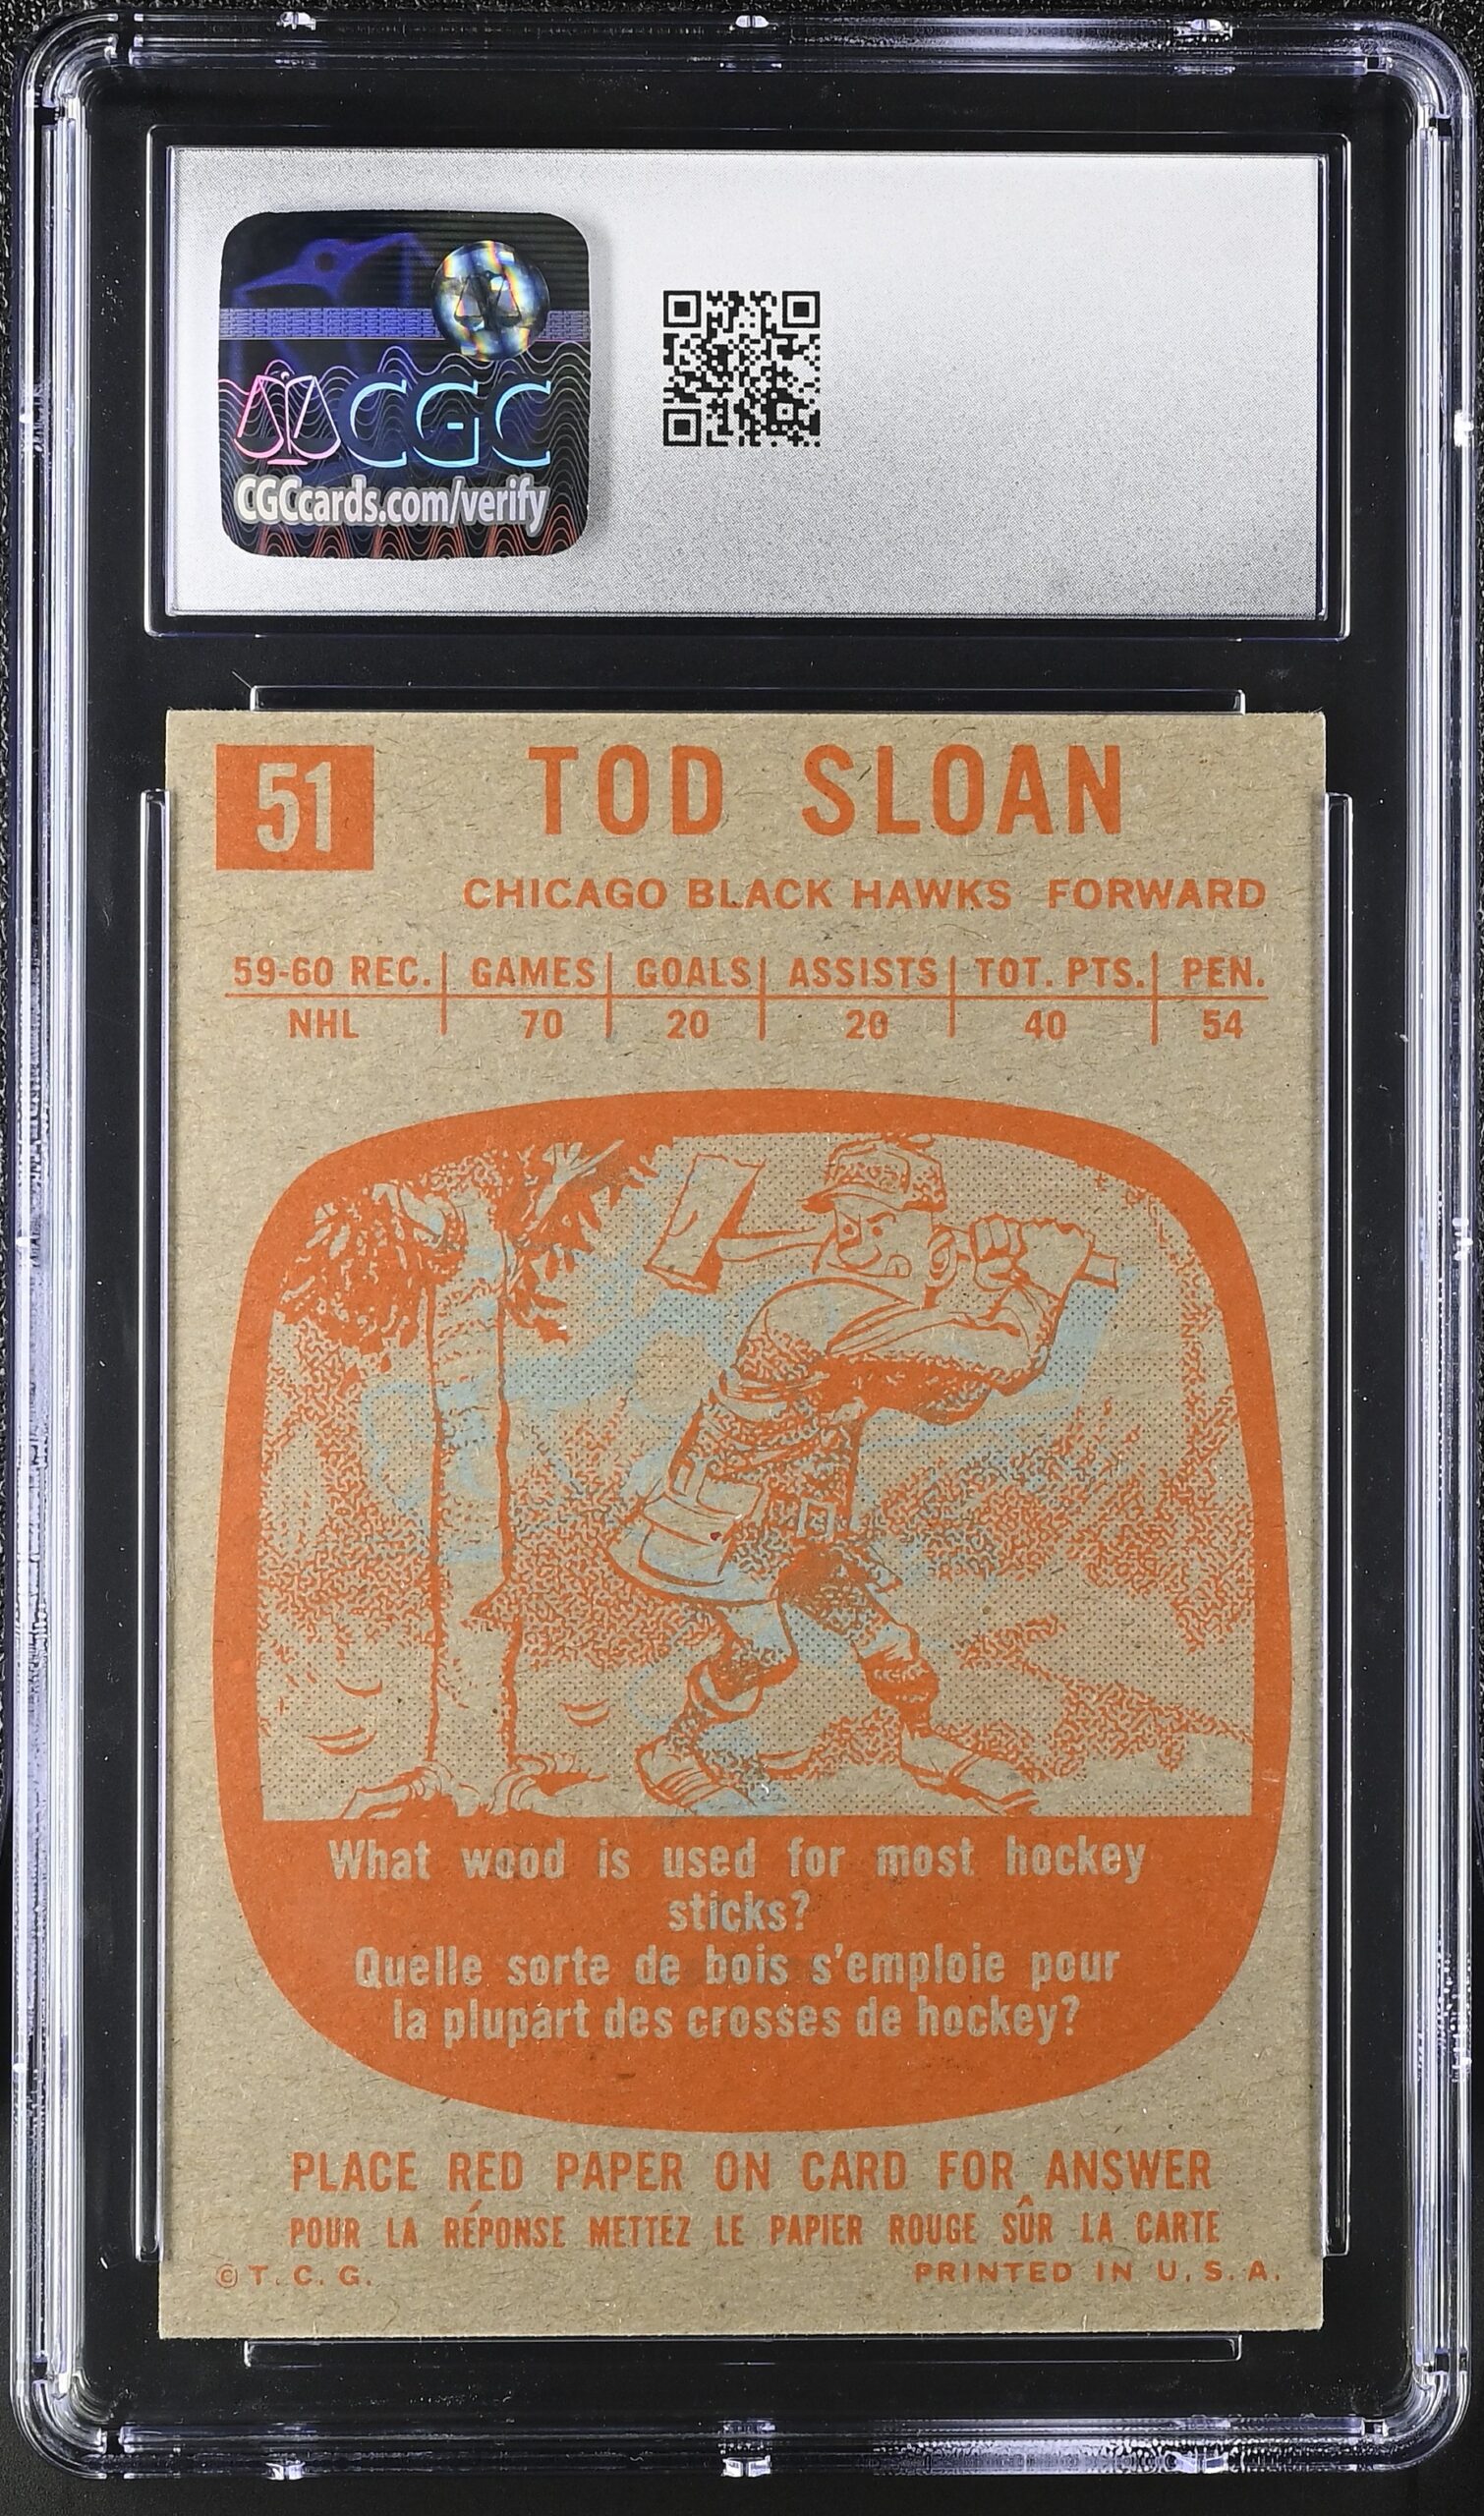 CGC
CGCcards.com/verify
51
TOD SLOAN
CHICAGO BLACK HAWKS FORWARD
59-60 REC. GAMES GOALS ASSISTS TOT. PTS. PEN.
NHL 70 20 20 40 54
What wood is used for most hockey
sticks?
Quelle sorte de bois s'emploie pour
la plupart des crosses de hockey?
PLACE RED PAPER ON CARD FOR ANSWER
POUR LA RÉPONSE METTEZ LE PAPIER ROUGE SÛR LA CARTE
© T. C. G. PRINTED IN U. S. A.